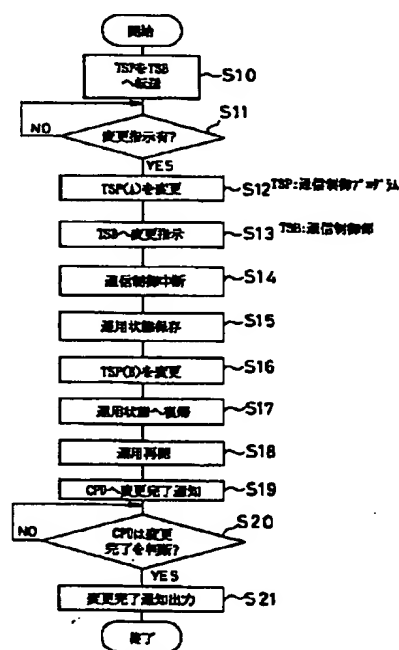 開始
TSPをTSB
へ転送
S10
S11
NO
変更指示有?
YES
TSP(A)を変更
S12
TSP:通信制御プログラム
TSBへ変更指示
S13
TSB:通信制御部
通信制御中断
S14
運用状態保存
S15
TSP(B)を変更
S16
運用状態へ復帰
S17
運用再開
S18
CPUへ変更完了通知
S19
S20
NO
CPUは変更
完了を判断?
YES
変更完了通知出力
S21
終了